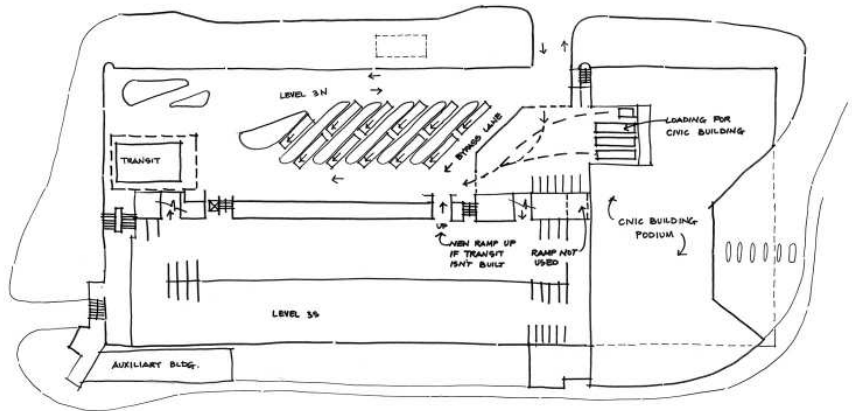 LEVEL 3N
BYPASS LANE
LOADING FOR
CIVIC BUILDING
TRANSIT
UP
NEW RAMP UP
IF TRANSIT
ISN'T BUILT
RAMP NOT
USED
CIVIC BUILDING
PODIUM
LEVEL 3S
AUXILIARY BLDG.